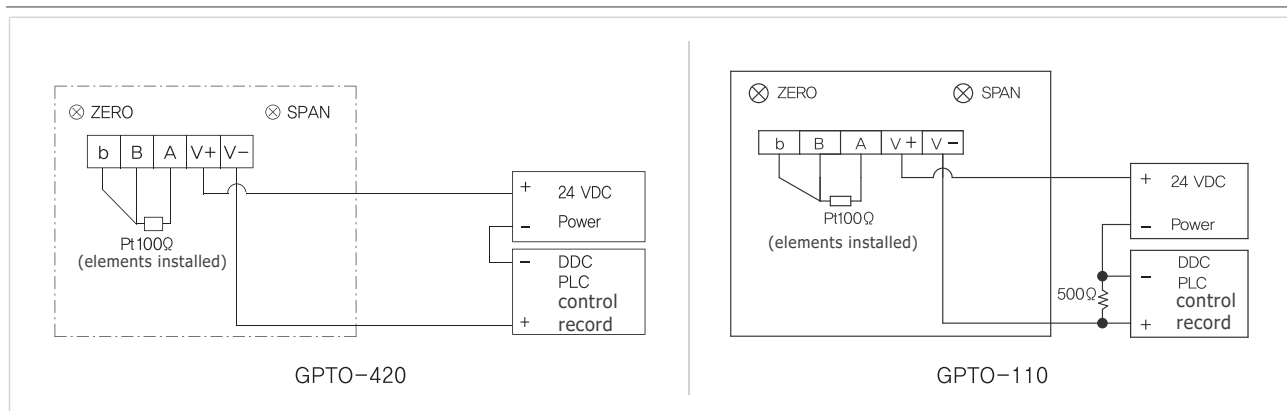 ZERO SPAN
b B A V+ V−
+ 24 VDC
− Power
Pt100Ω
(elements installed)
− DDC
PLC
control
+ record
GPTO-420
ZERO SPAN
b B A V+ V−
+ 24 VDC
− Power
Pt100Ω
(elements installed)
− DDC
PLC
500Ω
control
+ record
GPTO-110